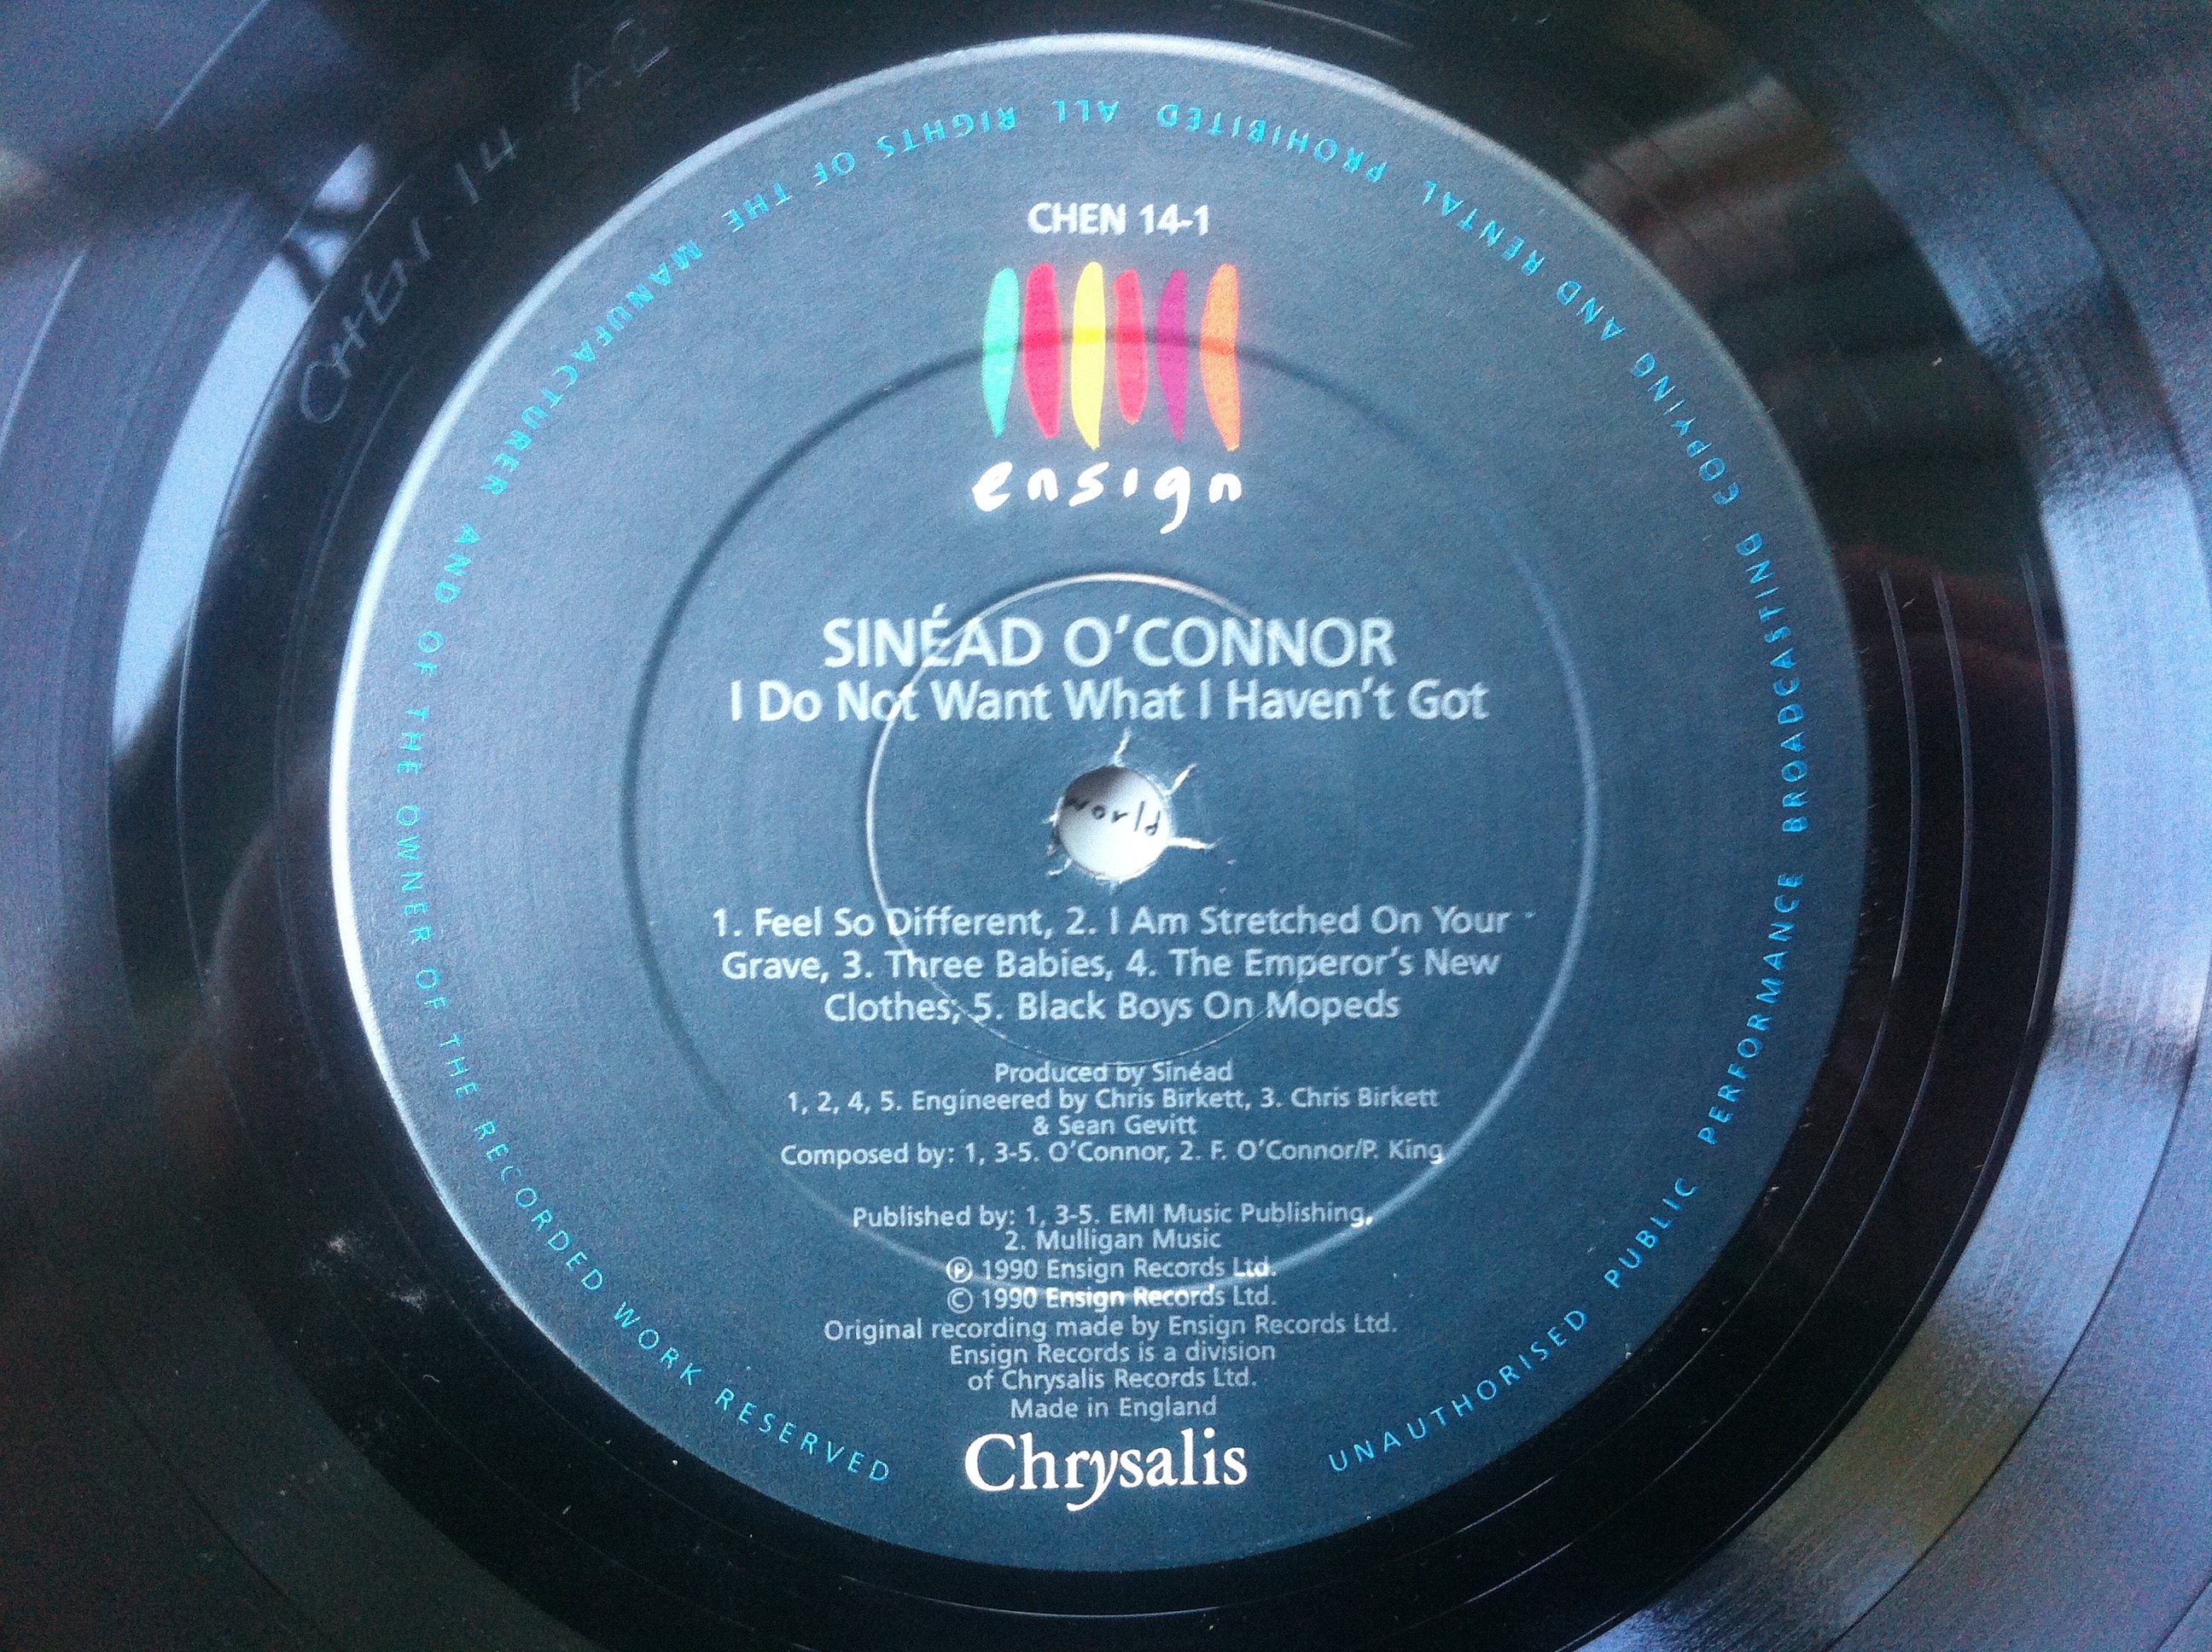 CHEN 14-1
ensign
SINÉAD O'CONNOR
I Do Not Want What I Haven't Got
world
1. Feel So Different, 2. I Am Stretched On Your
Grave, 3. Three Babies, 4. The Emperor's New
Clothes, 5. Black Boys On Mopeds
Produced by Sinéad
1, 2, 4, 5. Engineered by Chris Birkett, 3. Chris Birkett
& Sean Gevitt
Composed by: 1, 3-5. O'Connor, 2. F. O'Connor/P. King
Published by: 1, 3-5. EMI Music Publishing,
2. Mulligan Music
Ⓟ 1990 Ensign Records Ltd.
© 1990 Ensign Records Ltd.
Original recording made by Ensign Records Ltd.
Ensign Records is a division
of Chrysalis Records Ltd.
Made in England
Chrysalis
UNAUTHORISED PUBLIC PERFORMANCE BROADCASTING COPYING AND RENTAL PROHIBITED ALL RIGHTS OF THE MANUFACTURER AND OF THE OWNER OF THE RECORDED WORK RESERVED
CHEN 14